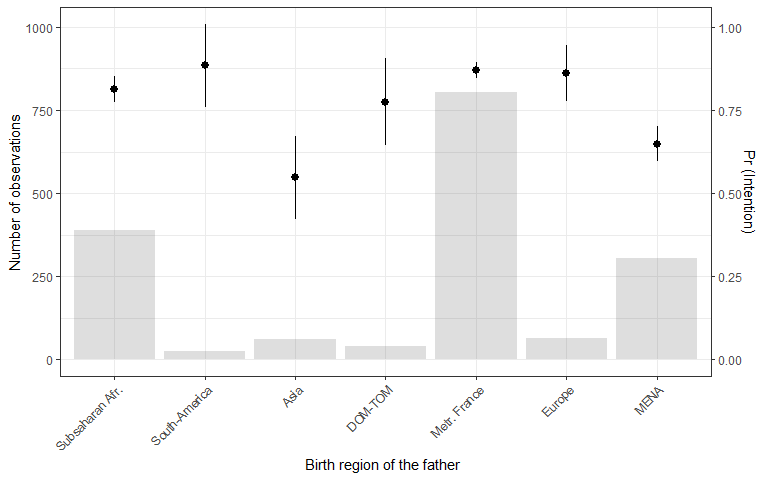 Number of observations
1000
750
500
250
0
1.00
0.75
0.50
0.25
0.00
Pr (Intention)
Subsaharan Afr.
South-America
Asia
DOM-TOM
Metr. France
Europe
MENA
Birth region of the father